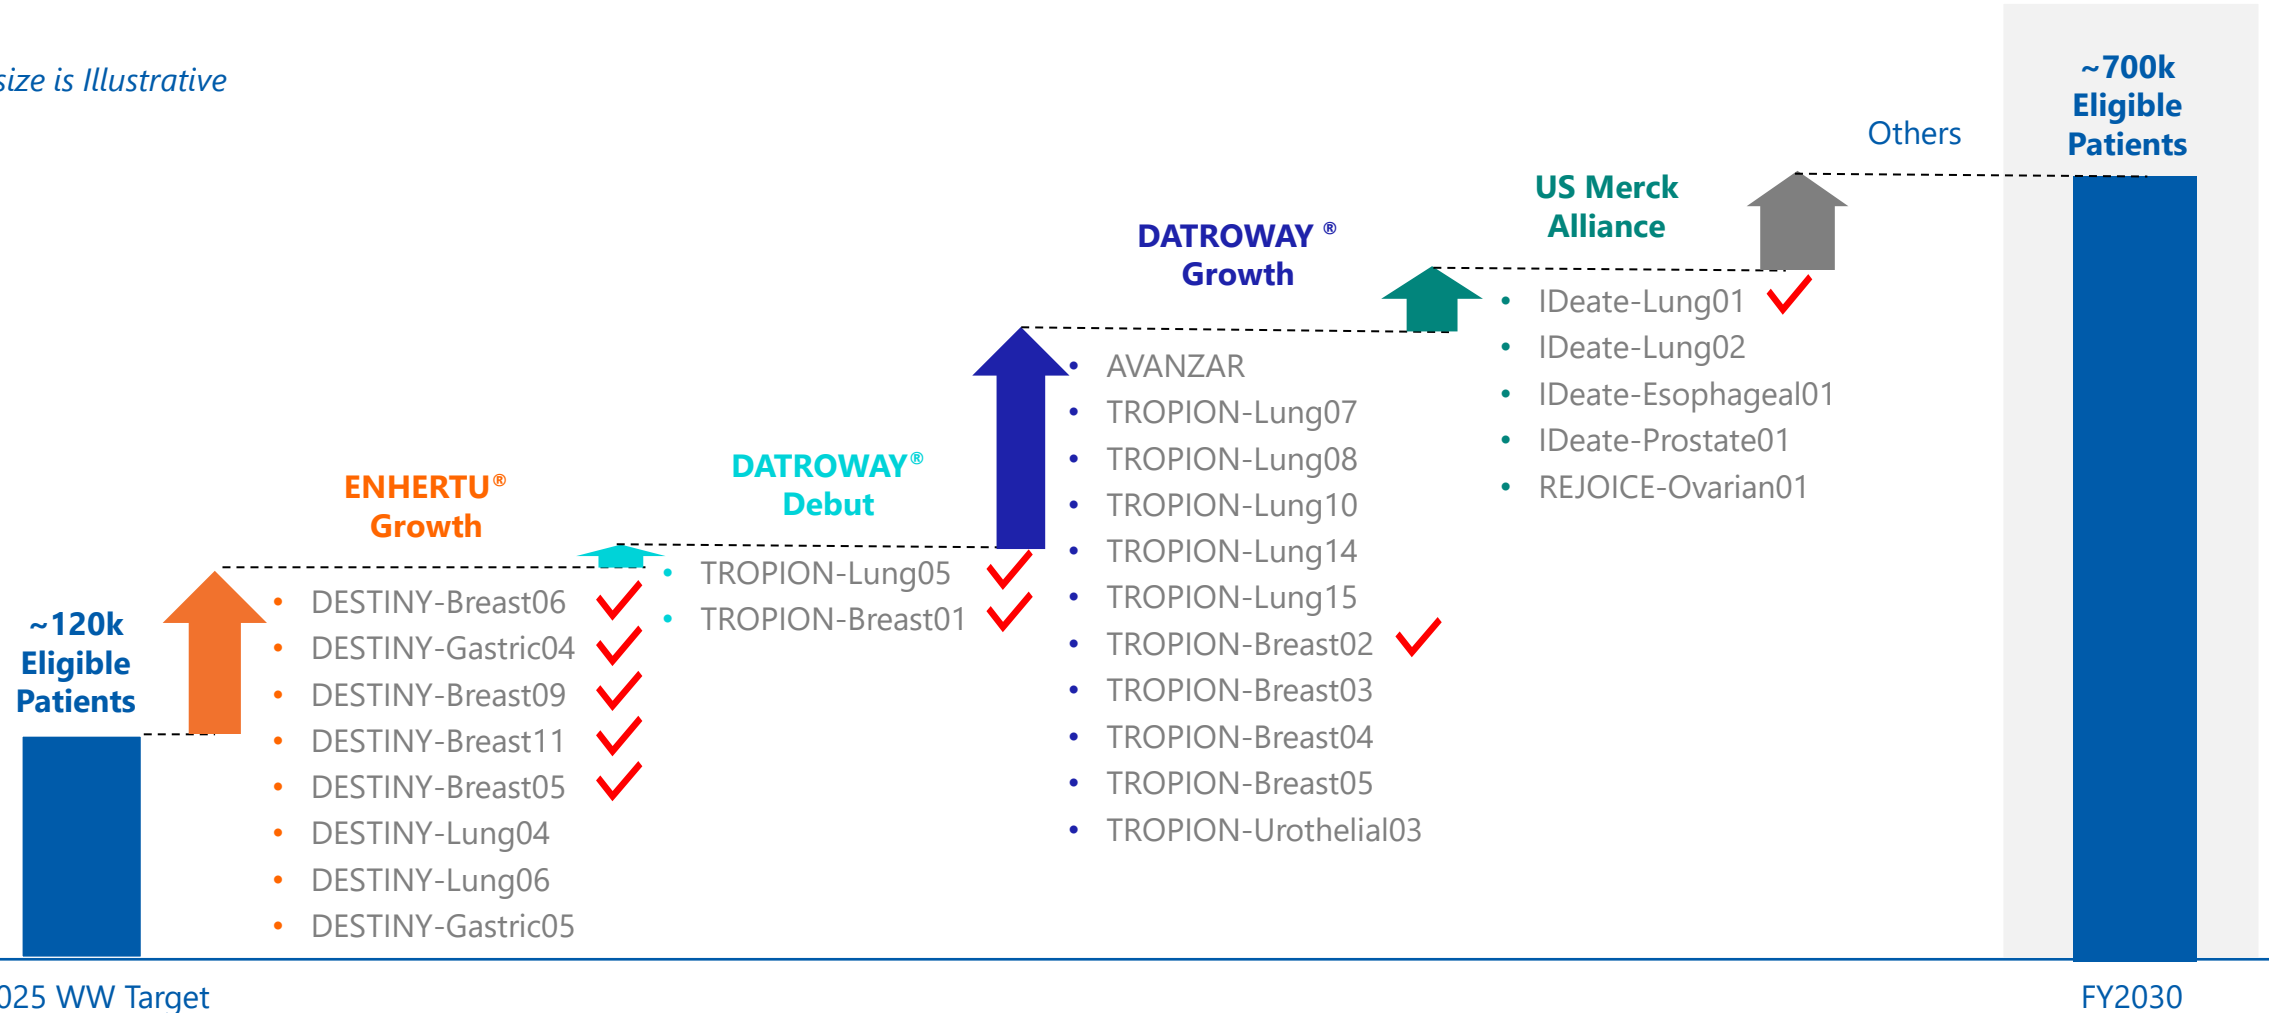 size is Illustrative
~120k
Eligible
Patients
ENHERTU®
Growth
• DESTINY-Breast06
• DESTINY-Gastric04
• DESTINY-Breast09
• DESTINY-Breast11
• DESTINY-Breast05
• DESTINY-Lung04
• DESTINY-Lung06
• DESTINY-Gastric05
DATROWAY®
Debut
• TROPION-Lung05
• TROPION-Breast01
DATROWAY ®
Growth
• AVANZAR
• TROPION-Lung07
• TROPION-Lung08
• TROPION-Lung10
• TROPION-Lung14
• TROPION-Lung15
• TROPION-Breast02
• TROPION-Breast03
• TROPION-Breast04
• TROPION-Breast05
• TROPION-Urothelial03
US Merck
Alliance
• IDeate-Lung01
• IDeate-Lung02
• IDeate-Esophageal01
• IDeate-Prostate01
• REJOICE-Ovarian01
Others
~700k
Eligible
Patients
025 WW Target
FY2030